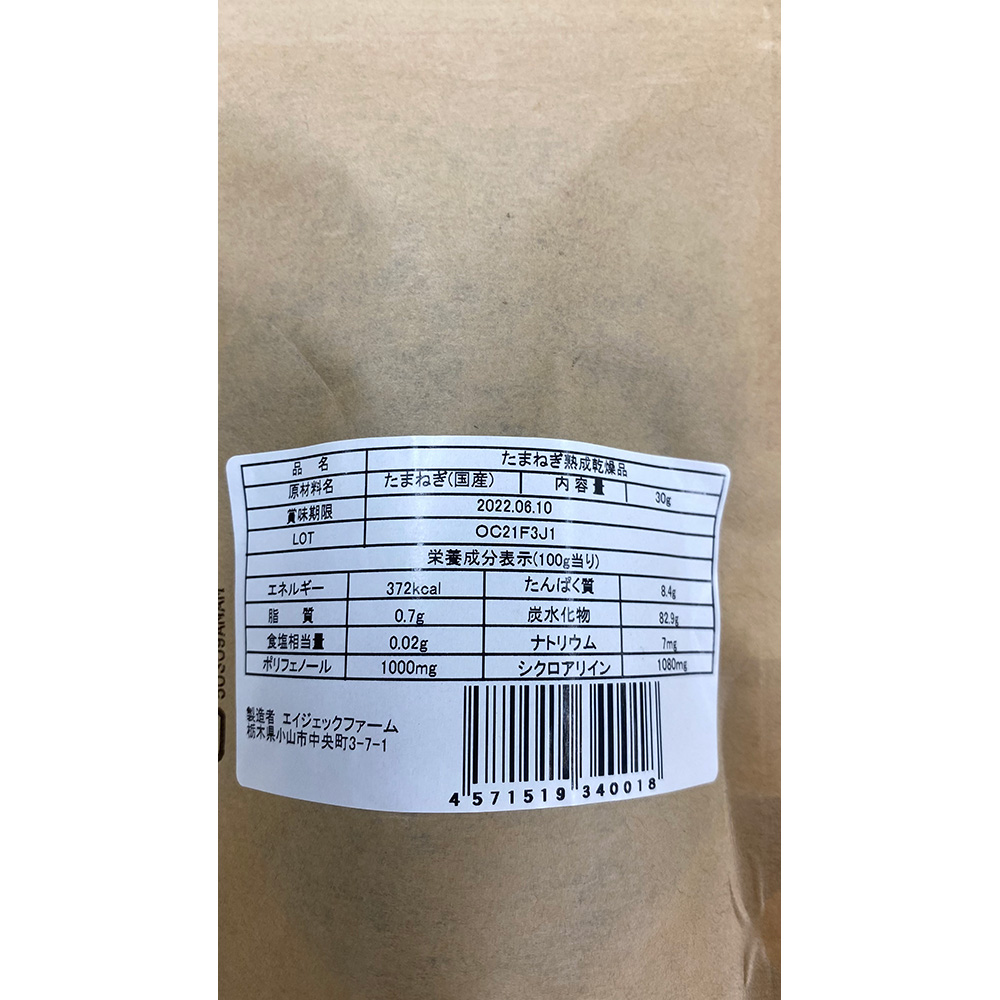 品 名 たまねぎ熟成乾燥品
原材料名 たまねぎ(国産) 内容量 30g
賞味期限 2022.06.10
LOT OC21F3J1
栄養成分表示(100g当り)
エネルギー 372kcal たんぱく質 8.4g
脂 質 0.7g 炭水化物 82.9g
食塩相当量 0.02g ナトリウム 7mg
ポリフェノール 1000mg シクロアリイン 1080mg
製造者 エイジェックファーム
栃木県小山市中央町3-7-1
4 571519 340018